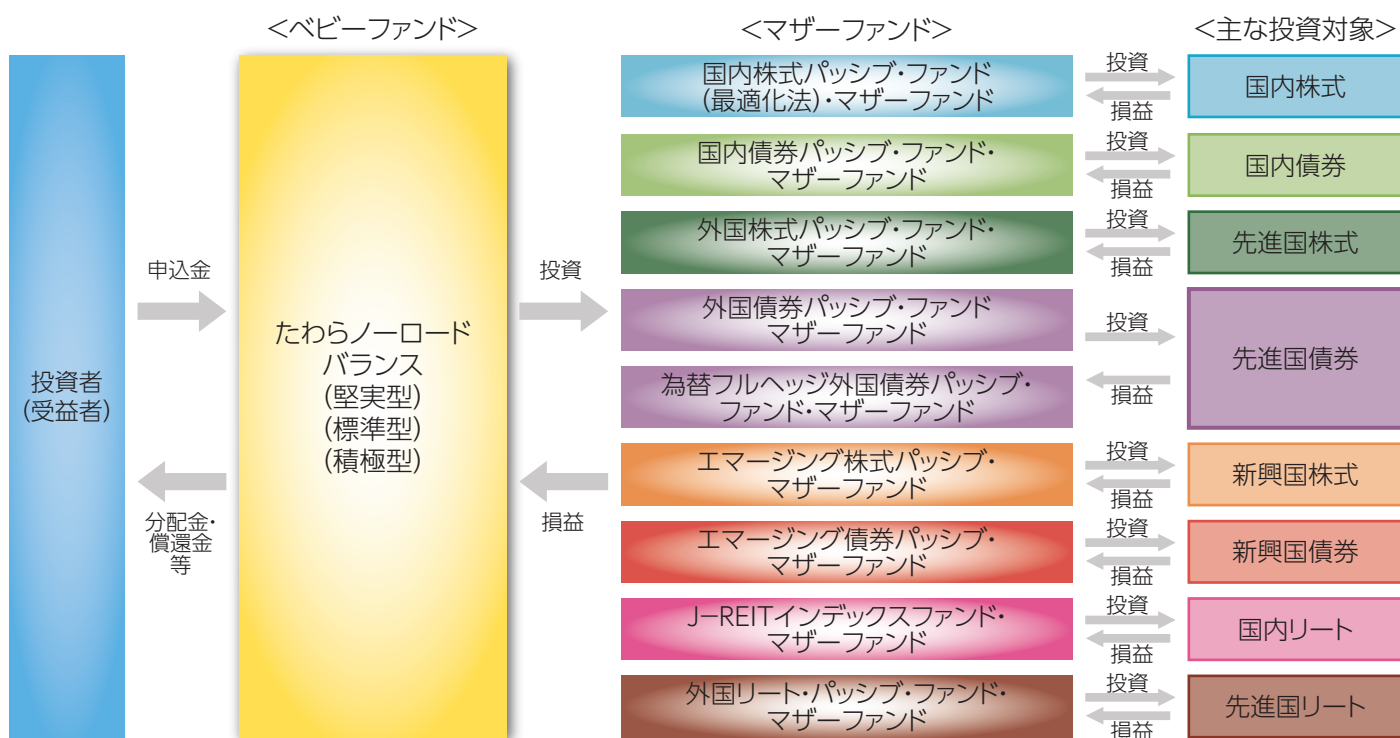 <ベビーファンド>
<マザーファンド>
<主な投資対象>
投資者
(受益者)
申込金
分配金・
償還金
等
たわらノーロード
バランス
(堅実型)
(標準型)
(積極型)
投資
損益
国内株式パッシブ・ファンド
(最適化法)・マザーファンド
投資
損益
国内株式
国内債券パッシブ・ファンド・
マザーファンド
投資
損益
国内債券
外国株式パッシブ・ファンド・
マザーファンド
投資
損益
先進国株式
外国債券パッシブ・ファンド
マザーファンド
為替フルヘッジ外国債券パッシブ・
ファンド・マザーファンド
投資
損益
先進国債券
エマージング株式パッシブ・
マザーファンド
投資
損益
新興国株式
エマージング債券パッシブ・
マザーファンド
投資
損益
新興国債券
J-REITインデックスファンド・
マザーファンド
投資
損益
国内リート
外国リート・パッシブ・ファンド・
マザーファンド
投資
損益
先進国リート